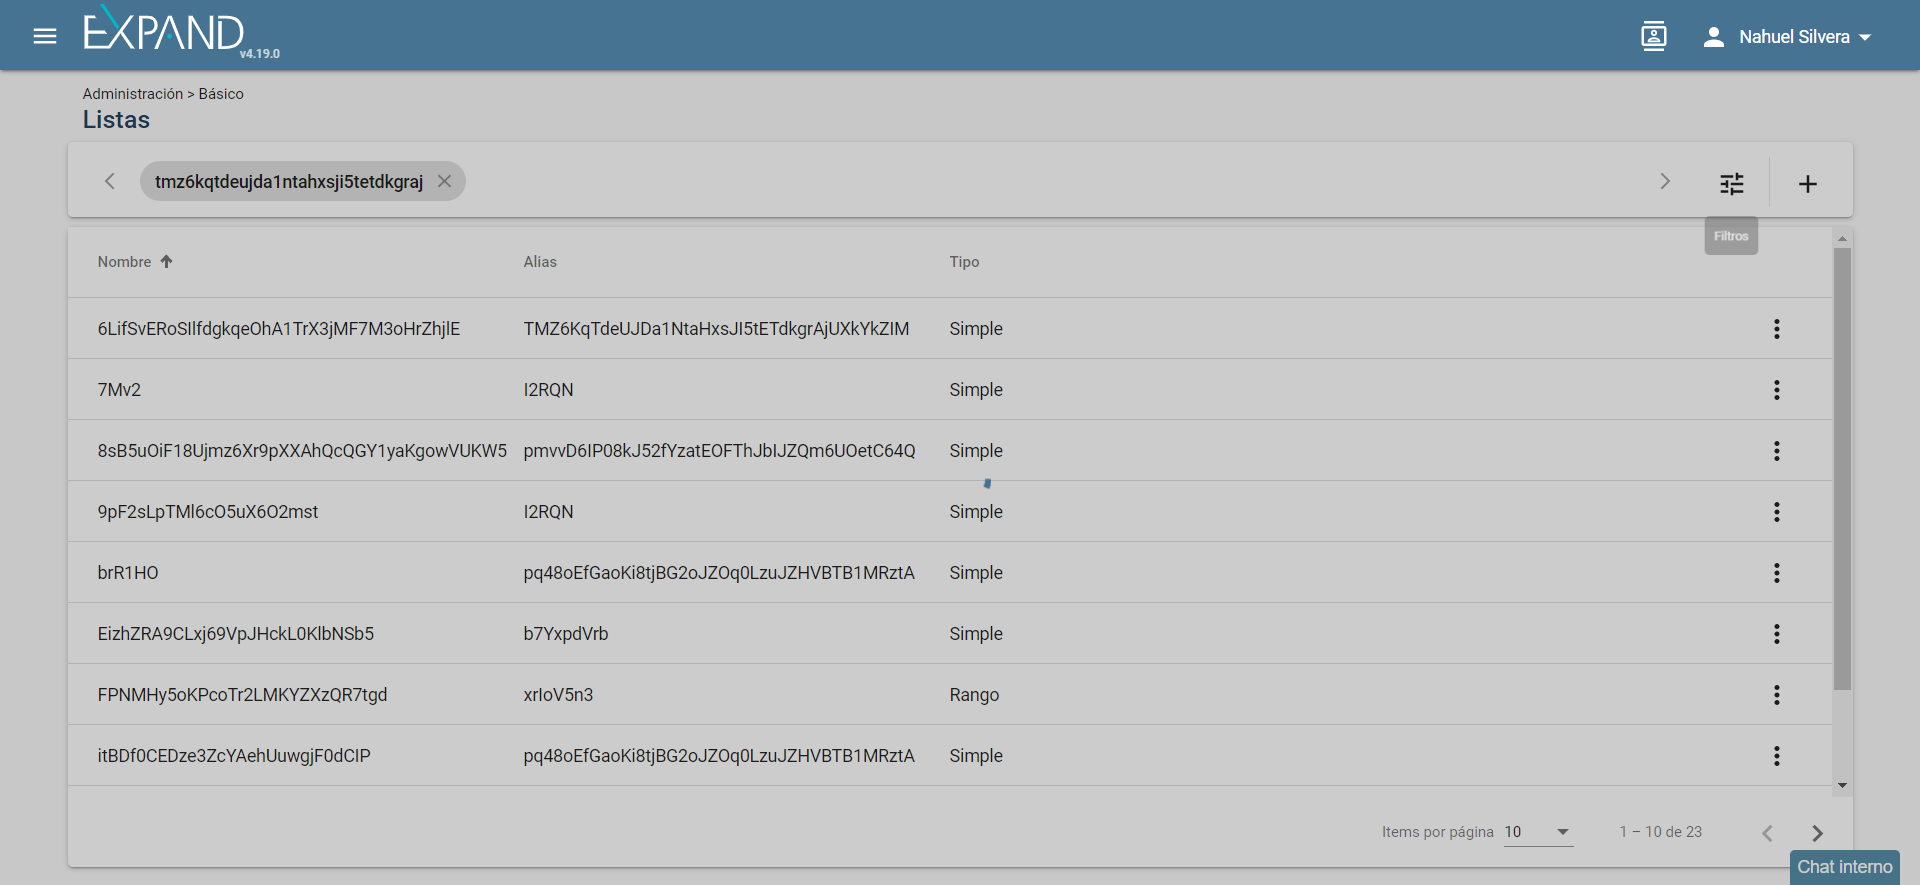 EXPAND
v4.19.0
Nahuel Silvera
Administración > Básico
Listas
tmz6kqtdeujda1ntahxsji5tetdkgraj
Filtros
Nombre Alias Tipo
6LifSvERoSIlfdgkqeOhA1TrX3jMF7M3oHrZhjlE TMZ6KqTdeUJDa1NtaHxsJI5tETdkgrAjUXkYkZIM Simple
7Mv2 I2RQN Simple
8sB5uOiF18Ujmz6Xr9pXXAhQcQGY1yaKgowVUKW5 pmvvD6IP08kJ52fYzatEOFThJbIJZQm6UOetC64Q Simple
9pF2sLpTMl6cO5uX6O2mst I2RQN Simple
brR1HO pq48oEfGaoKi8tjBG2oJZOq0LzuJZHVBTB1MRztA Simple
EizhZRA9CLxj69VpJHckL0KlbNSb5 b7YxpdVrb Simple
FPNMHy5oKPcoTr2LMKYZXzQR7tgd xrIoV5n3 Rango
itBDf0CEDze3ZcYAehUuwgjF0dCIP pq48oEfGaoKi8tjBG2oJZOq0LzuJZHVBTB1MRztA Simple
Items por página 10 1 – 10 de 23
Chat interno